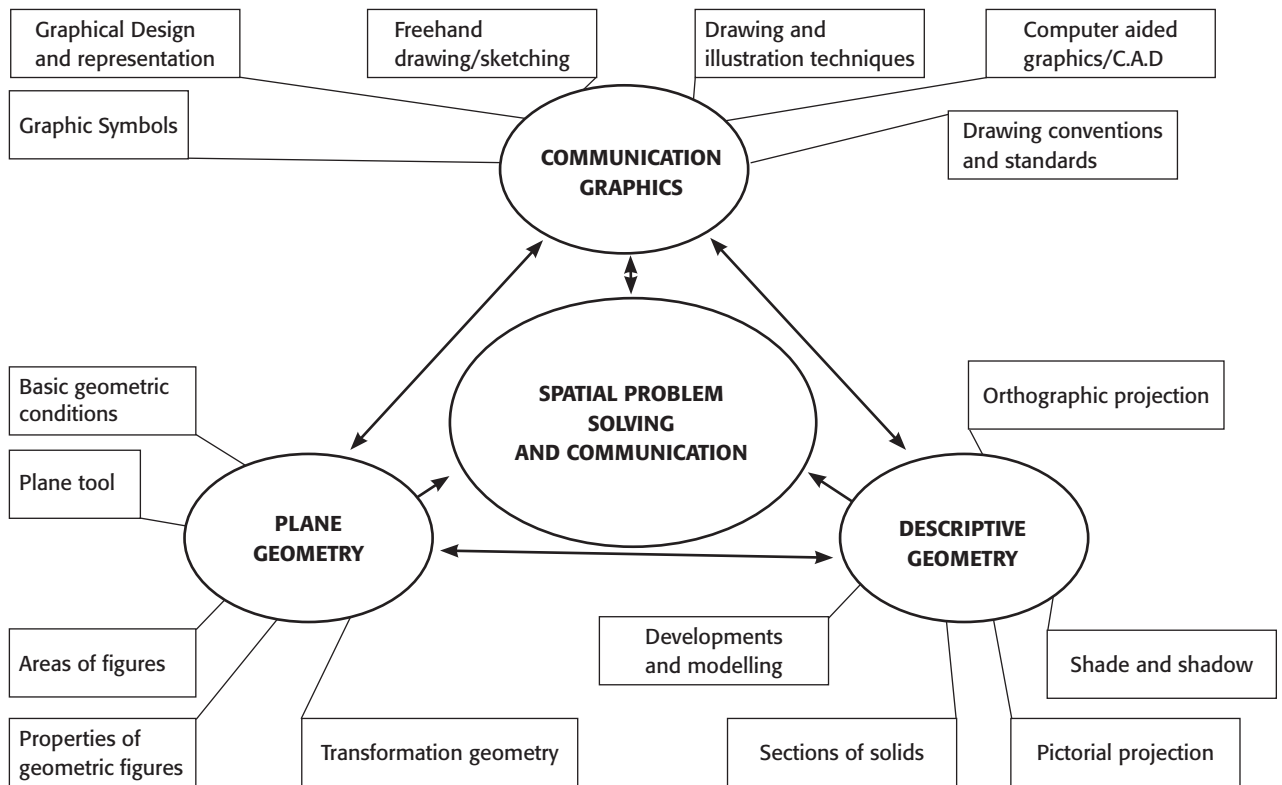 Graphical Design
and representation
Freehand
drawing/sketching
Drawing and
illustration techniques
Computer aided
graphics/C.A.D
Graphic Symbols
Drawing conventions
and standards
COMMUNICATION
GRAPHICS
SPATIAL PROBLEM
SOLVING
AND COMMUNICATION
Basic geometric
conditions
Orthographic projection
Plane tool
PLANE
GEOMETRY
DESCRIPTIVE
GEOMETRY
Areas of figures
Developments
and modelling
Shade and shadow
Properties of
geometric figures
Transformation geometry
Sections of solids
Pictorial projection